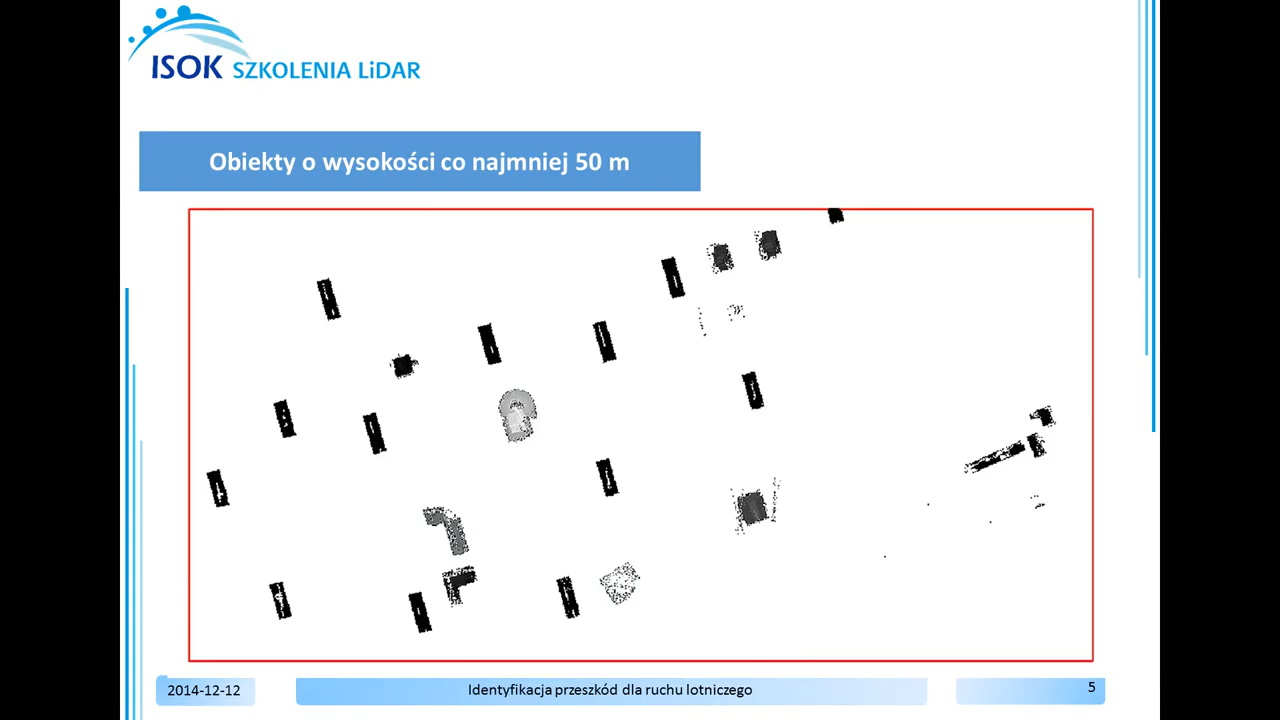 ISOK SZKOLENIA LiDAR
Obiekty o wysokości co najmniej 50 m
2014-12-12
Identyfikacja przeszkód dla ruchu lotniczego
5